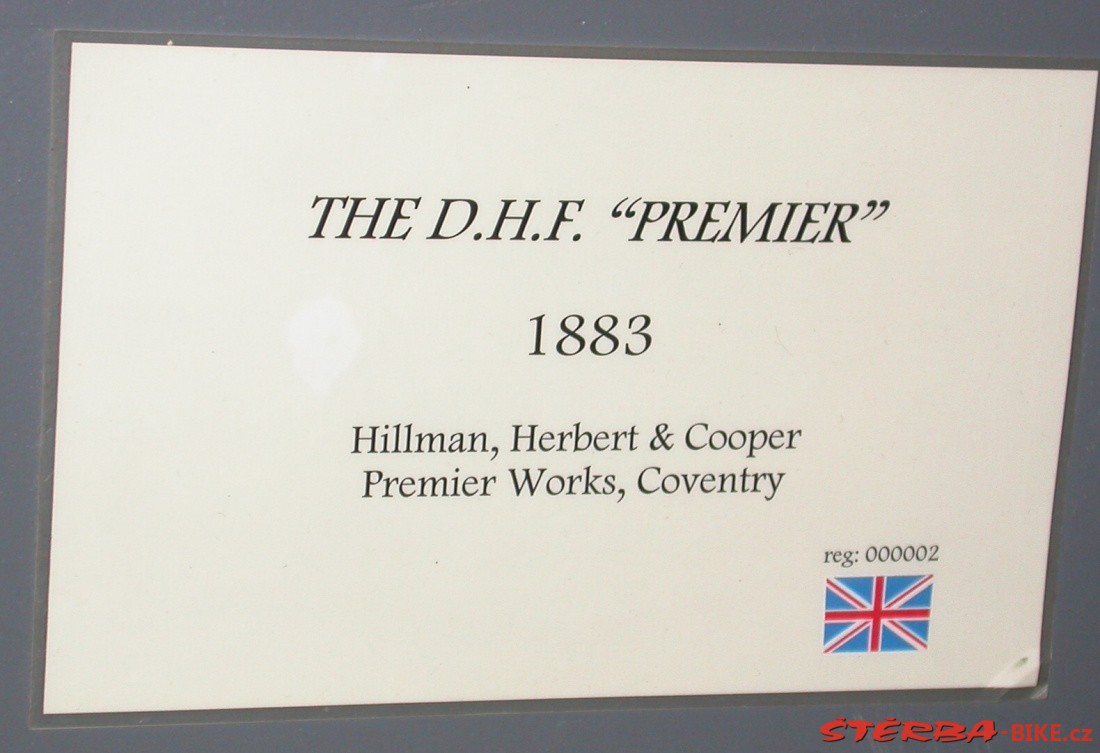 THE D.H.F. “PREMIER”
1883
Hillman, Herbert & Cooper
Premier Works, Coventry
reg: 000002
ŠTĚRBA-BIKE.cz